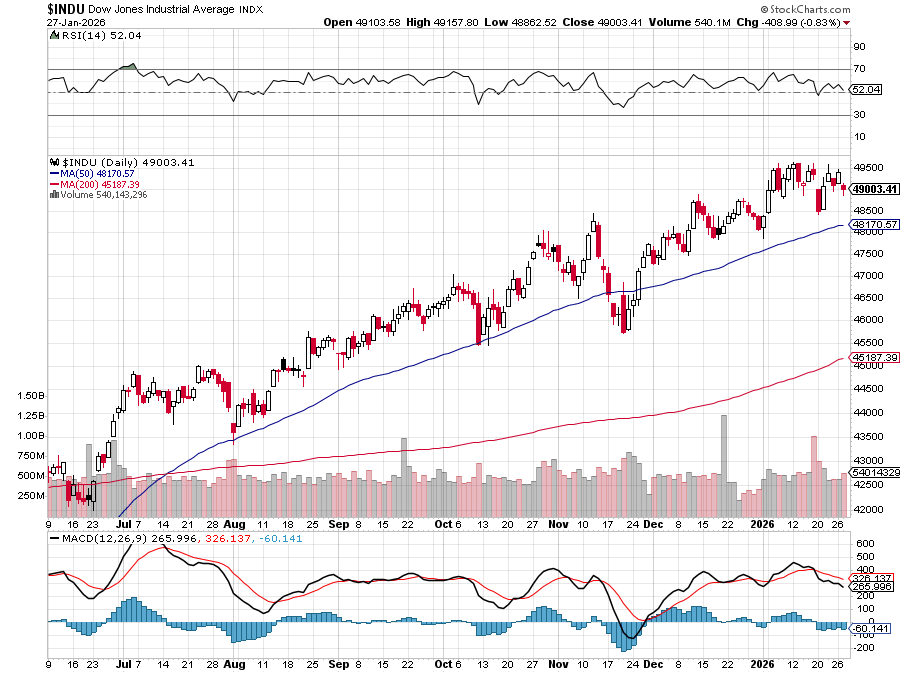 $INDU Dow Jones Industrial Average INDX
© StockCharts.com
27-Jan-2026
Open 49103.58 High 49157.80 Low 48862.52 Close 49003.41 Volume 540.1M Chg -408.99 (-0.83%)
RSI(14) 52.04
90
70
52.04
30
10
$INDU (Daily) 49003.41
MA(50) 48170.57
MA(200) 45187.39
Volume 540,143,296
49500
49003.41
48500
48170.57
48000
47500
47000
46500
46000
45500
45187.39
45000
44500
44000
43500
43000
54014329
42500
42000
1.50B
1.25B
1.00B
750M
500M
250M
9 16 23 Jul 7 14 21 28 Aug 11 18 25 Sep 8 15 22 Oct 6 13 20 27 Nov 10 17 24 Dec 8 15 22 2026 12 20 26
MACD(12,26,9) 265.996, 326.137, -60.141
600
500
400
326.137
265.996
200
100
0
-60.141
-100
-200
9 16 23 Jul 7 14 21 28 Aug 11 18 25 Sep 8 15 22 Oct 6 13 20 27 Nov 10 17 24 Dec 8 15 22 2026 12 20 26